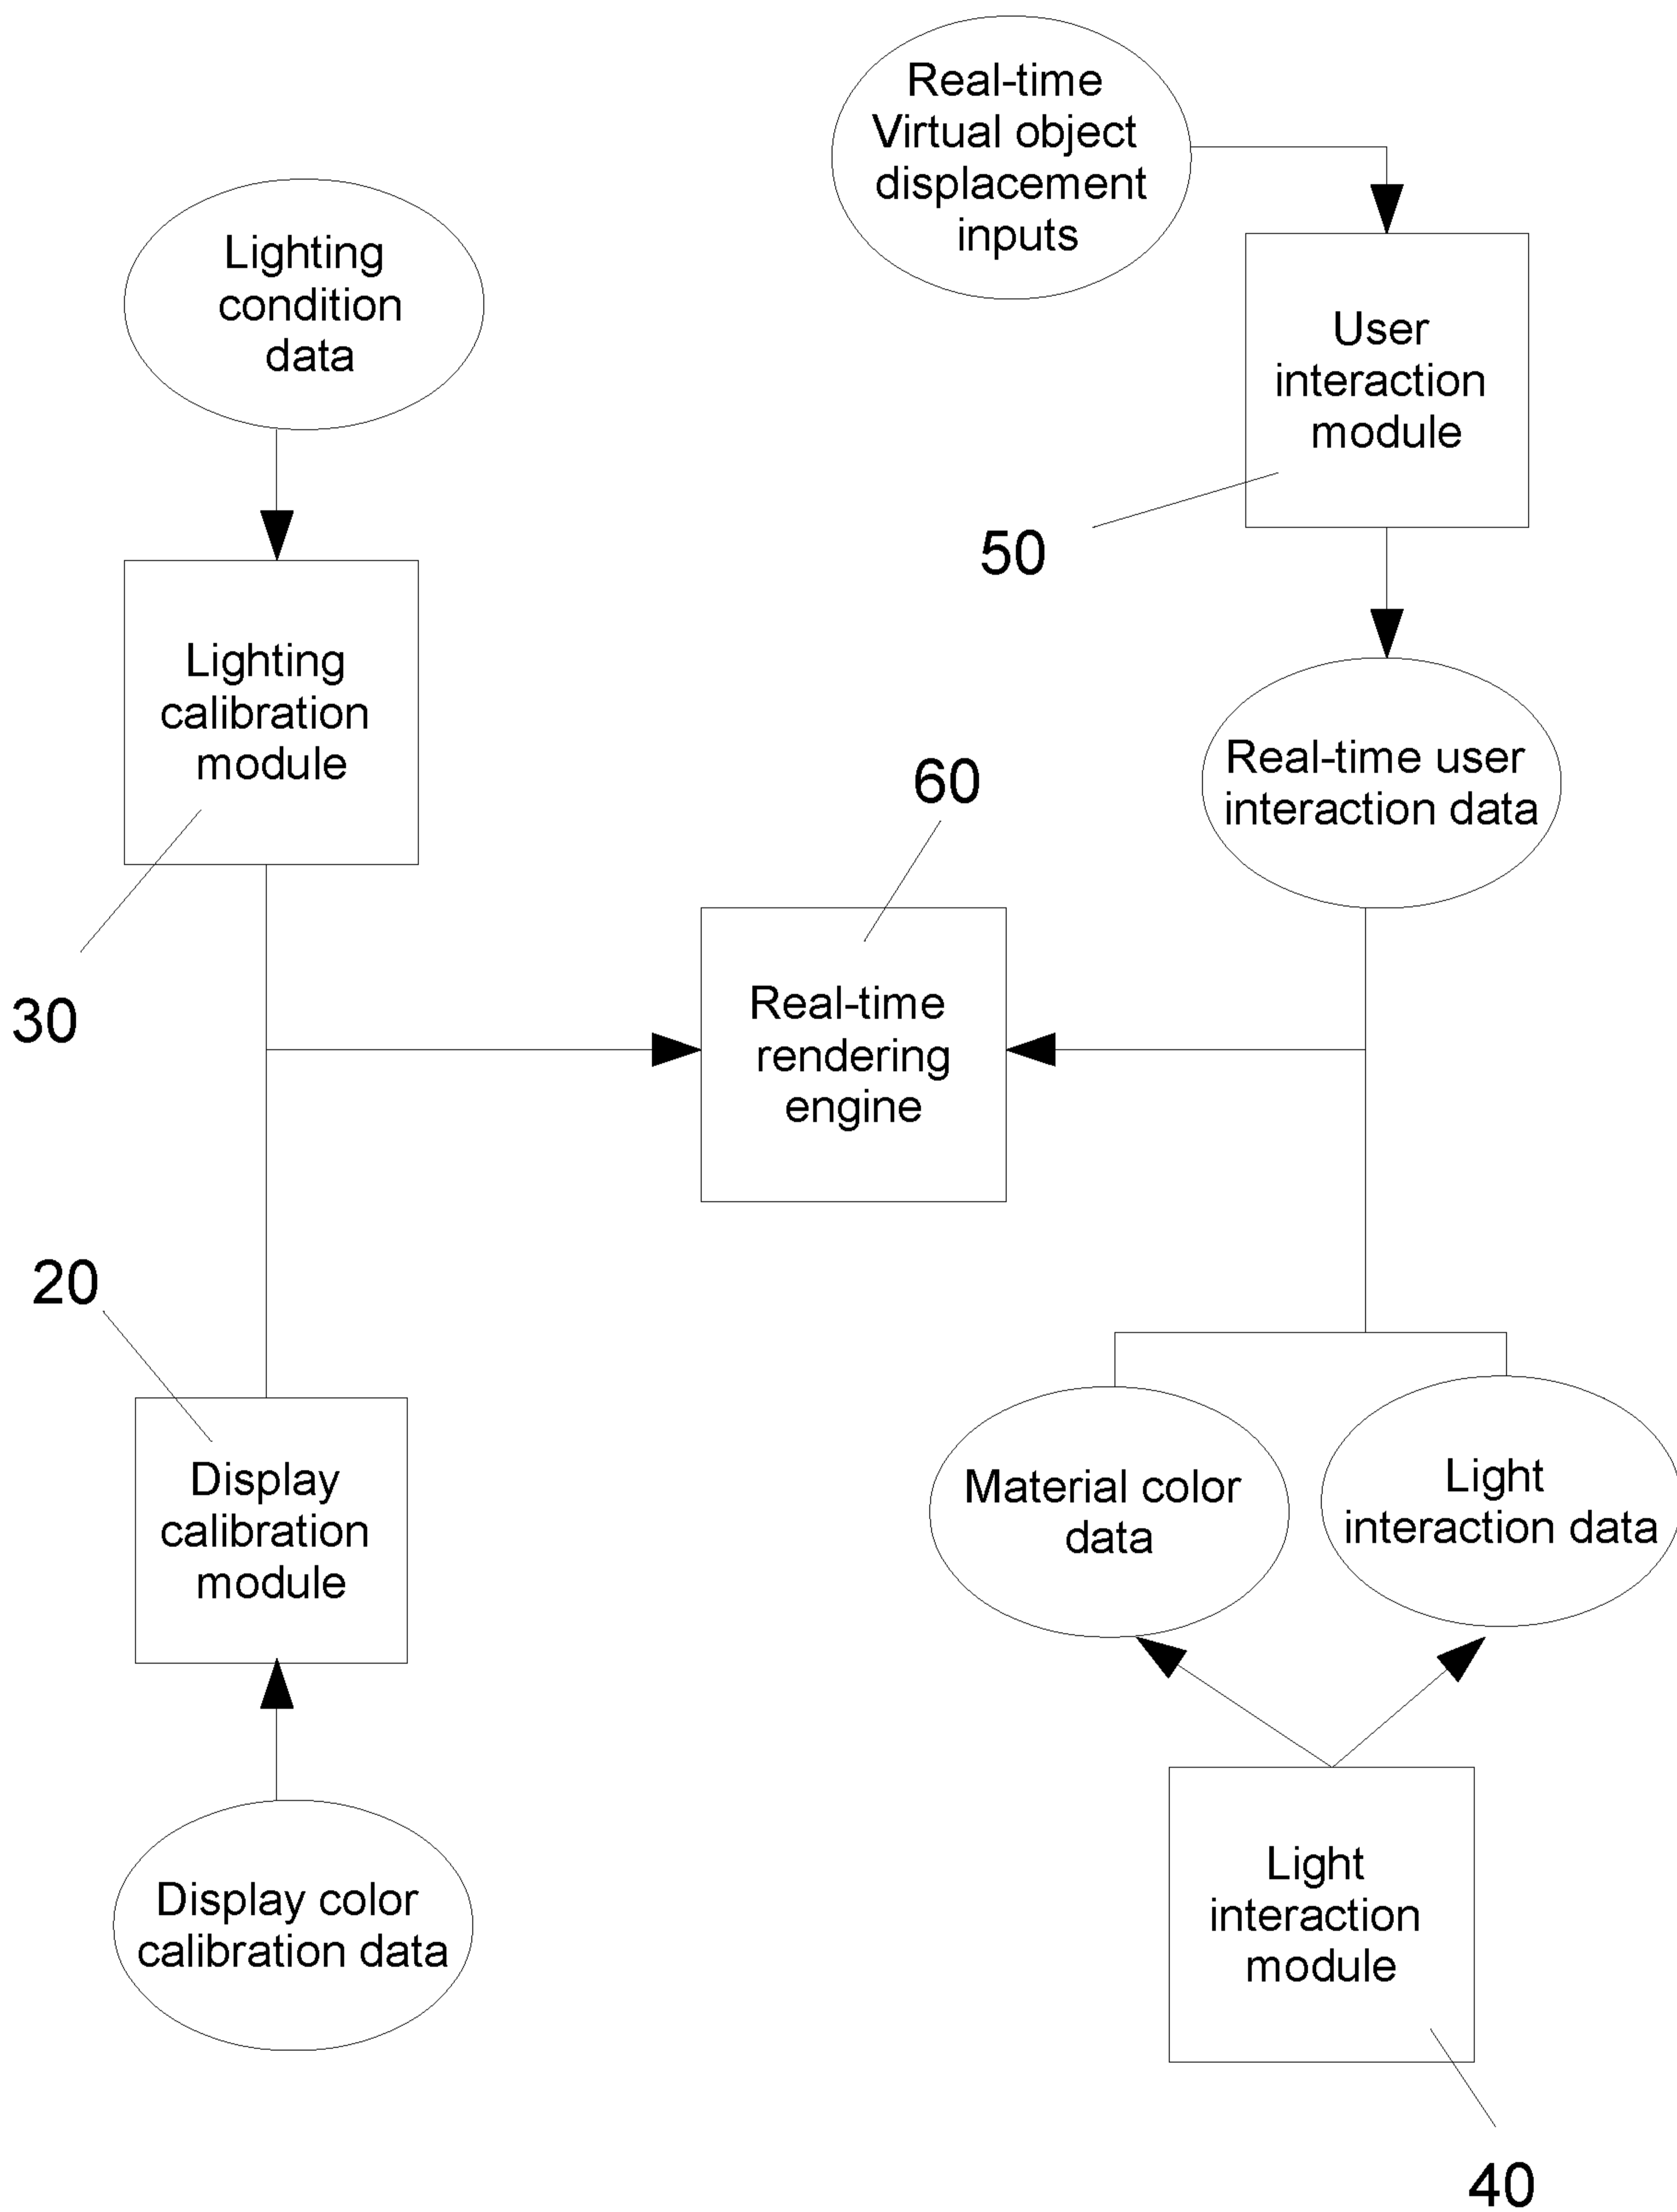 Real-time
Virtual object
displacement
inputs
Lighting
condition
data
User
interaction
module
50
Lighting
calibration
module
30
Real-time user
interaction data
60
Real-time
rendering
engine
20
Display
calibration
module
Material color
data
Light
interaction data
Display color
calibration data
Light
interaction
module
40